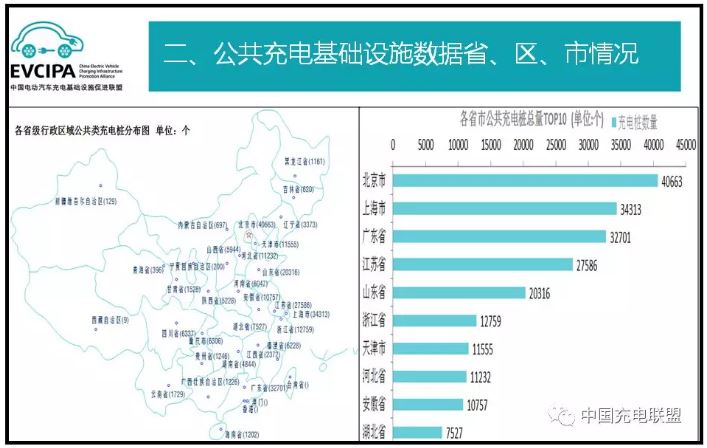 EVCIPA
China Electric Vehicle
Charging Infrastructure
Promotion Alliance
中国电动汽车充电基础设施促进联盟
二、公共充电基础设施数据省、区、市情况
各省级行政区域公共类充电桩分布图 单位：个
黑龙江省(1161)
吉林省(639)
新疆维吾尔自治区(129)
内蒙古自治区(697)
北京市(40663)
辽宁省(3373)
天津市(11555)
山西省(5944)
河北省(11232)
青海省(396)
宁夏回族自治区(200)
山东省(20316)
甘肃省(1528)
河南省(6047)
陕西省(5228)
安徽省(10757)
江苏省(27586)
上海市(34313)
西藏自治区(9)
四川省(6337)
湖北省(7527)
浙江省(12759)
重庆市(6306)
贵州省(1246)
江西省(2372)
福建省(6228)
湖南省(4844)
云南省(1729)
广西壮族自治区(1226)
广东省(32701)
台湾省()
澳门()
香港()
海南省(1202)
各省市公共充电桩总量TOP10 (单位:个)
充电桩数量
0 5000 10000 15000 20000 25000 30000 35000 40000 45000
北京市 40663
上海市 34313
广东省 32701
江苏省 27586
山东省 20316
浙江省 12759
天津市 11555
河北省 11232
安徽省 10757
湖北省 7527
中国充电联盟